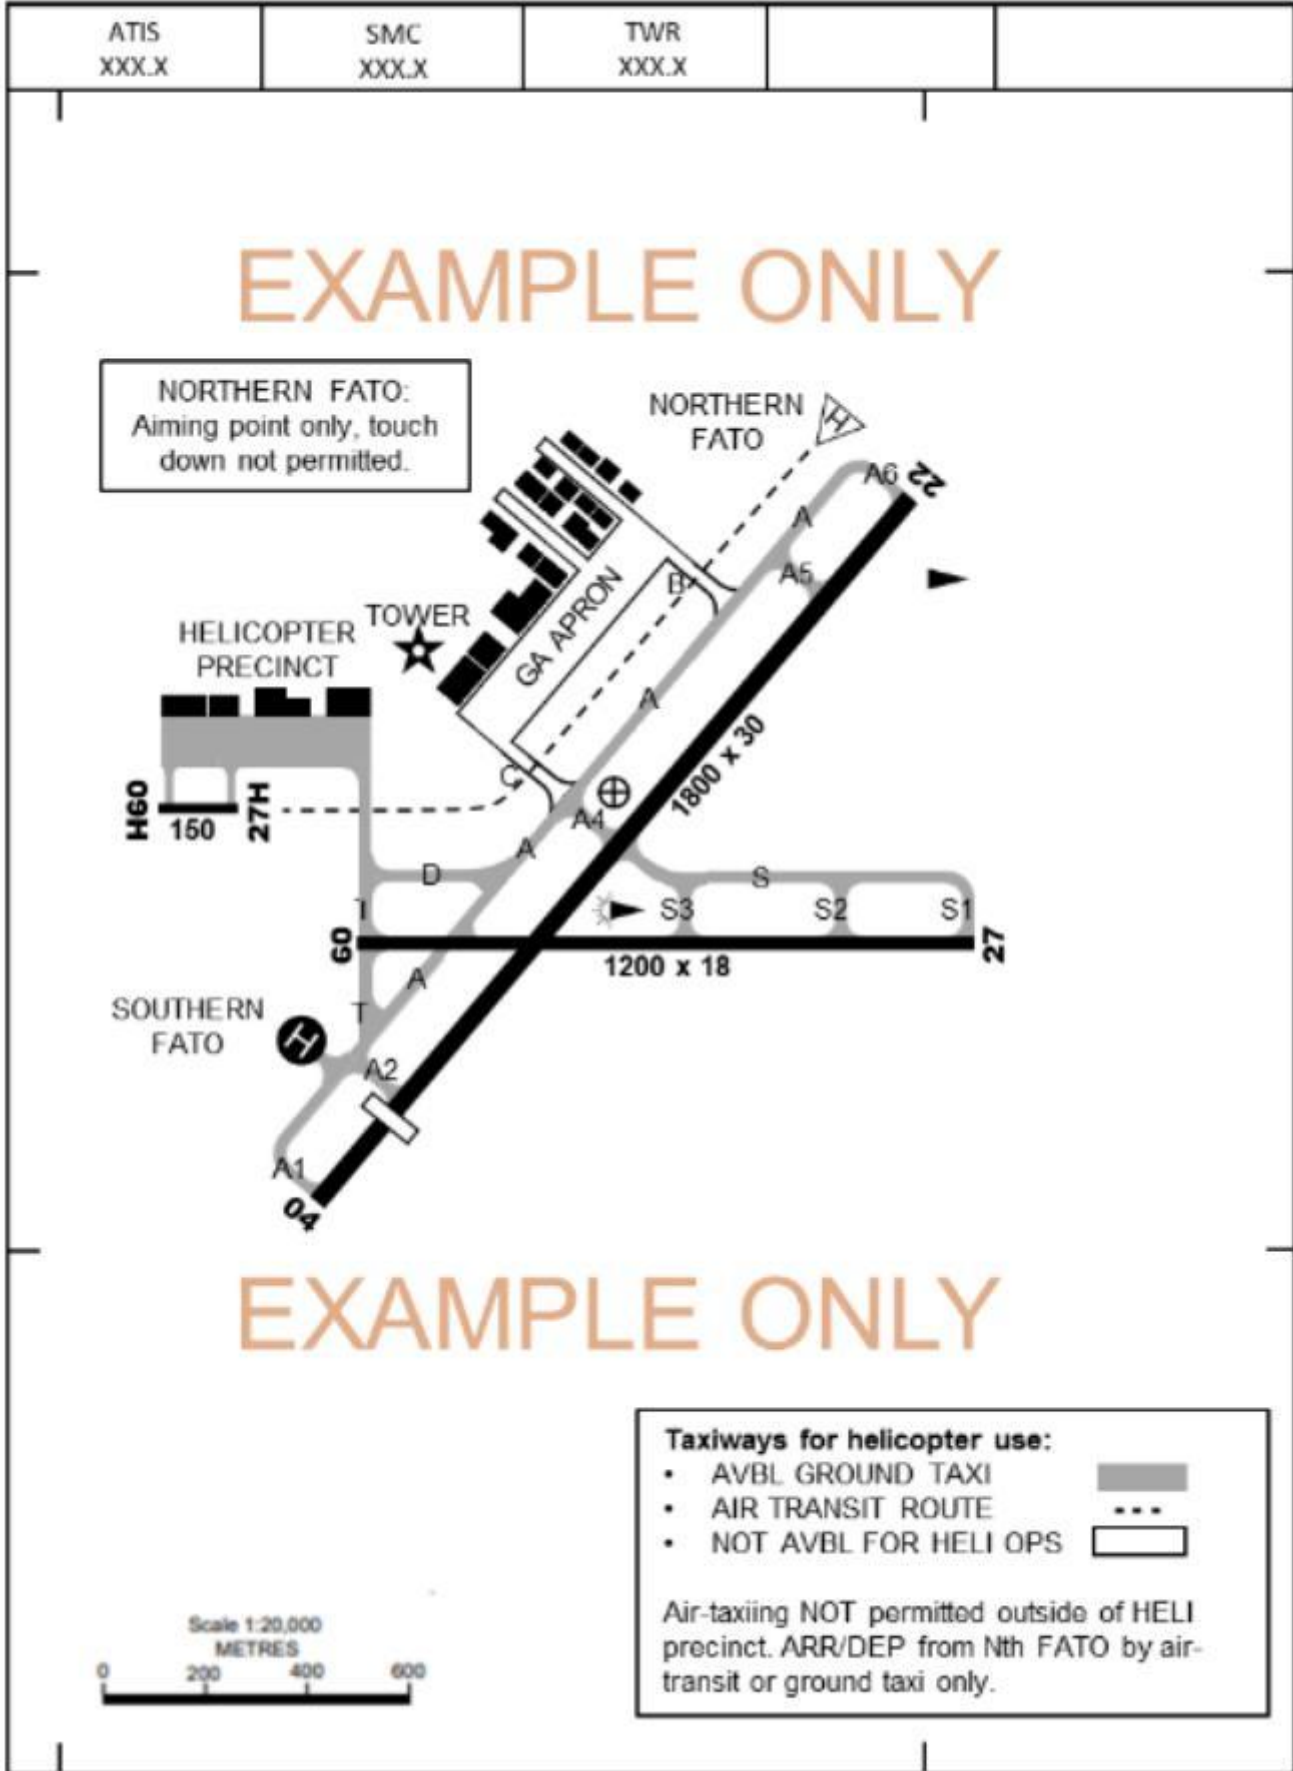 ATIS
XXX.X
SMC
XXX.X
TWR
XXX.X
EXAMPLE ONLY
NORTHERN FATO:
Aiming point only, touch
down not permitted.
NORTHERN
FATO
H
A6
22
A
A5
B
GA APRON
TOWER
HELICOPTER
PRECINCT
A
1800 x 30
C
H60
150
27H
A4
A
D
S
T
S3
S2
S1
09
27
1200 x 18
A
SOUTHERN
FATO
H
T
A2
A1
04
EXAMPLE ONLY
Taxiways for helicopter use:
• AVBL GROUND TAXI
• AIR TRANSIT ROUTE
• NOT AVBL FOR HELI OPS
Air-taxiing NOT permitted outside of HELI
precinct. ARR/DEP from Nth FATO by air-
transit or ground taxi only.
Scale 1:20,000
METRES
0 200 400 600